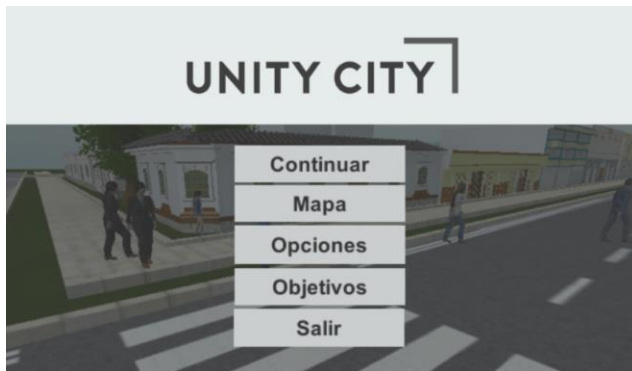 UNITY CITY
Continuar
Mapa
Opciones
Objetivos
Salir